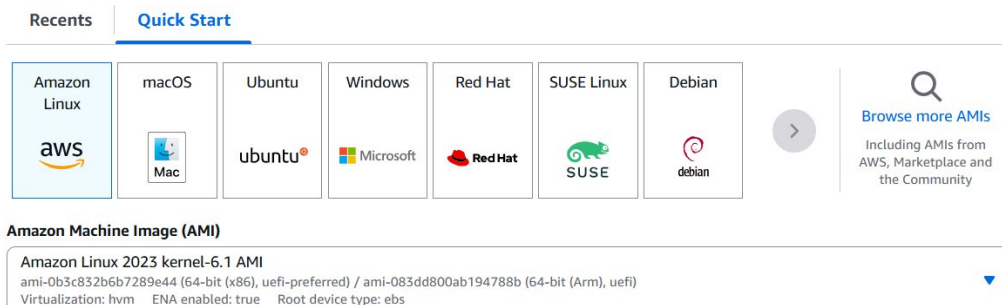 Recents Quick Start
Amazon Linux
aws
macOS
Mac
Ubuntu
ubuntu®
Windows
Microsoft
Red Hat
Red Hat
SUSE Linux
SUSE
Debian
debian
Browse more AMIs
Including AMIs from
AWS, Marketplace and
the Community
Amazon Machine Image (AMI)
Amazon Linux 2023 kernel-6.1 AMI
ami-0b3c832b6b7289e44 (64-bit (x86), uefi-preferred) / ami-083dd800ab194788b (64-bit (Arm), uefi)
Virtualization: hvm ENA enabled: true Root device type: ebs